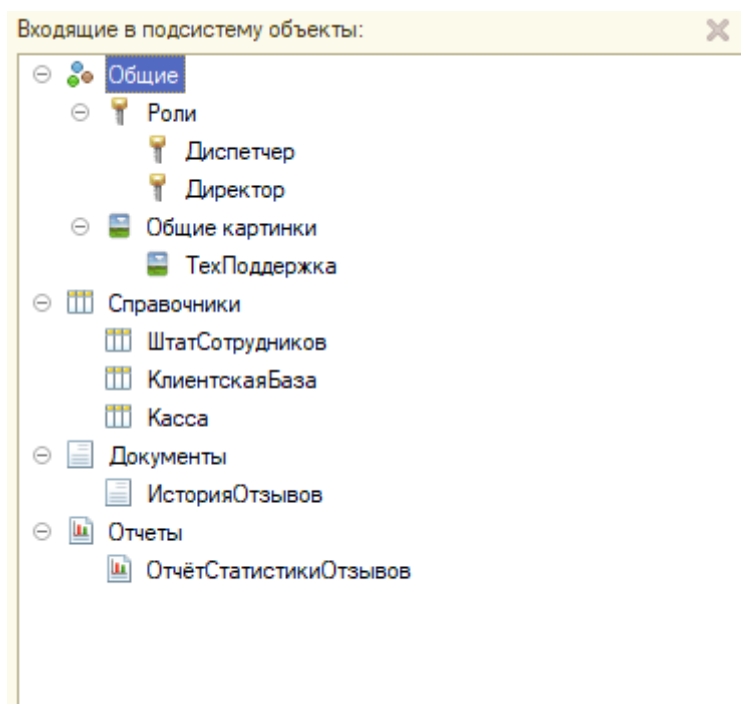 Входящие в подсистему объекты:
Общие
Роли
Диспетчер
Директор
Общие картинки
ТехПоддержка
Справочники
ШтатСотрудников
КлиентскаяБаза
Касса
Документы
ИсторияОтзывов
Отчеты
ОтчётСтатистикиОтзывов